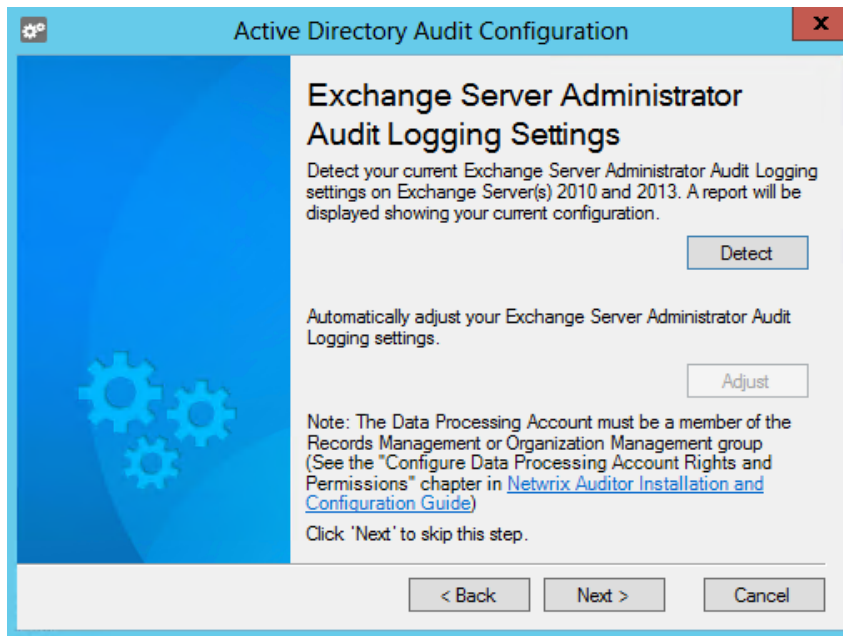 Active Directory Audit Configuration
x
Exchange Server Administrator
Audit Logging Settings
Detect your current Exchange Server Administrator Audit Logging
settings on Exchange Server(s) 2010 and 2013. A report will be
displayed showing your current configuration.
Detect
Automatically adjust your Exchange Server Administrator Audit
Logging settings.
Adjust
Note: The Data Processing Account must be a member of the
Records Management or Organization Management group
(See the "Configure Data Processing Account Rights and
Permissions" chapter in Netwrix Auditor Installation and
Configuration Guide)
Click 'Next' to skip this step.
< Back Next > Cancel